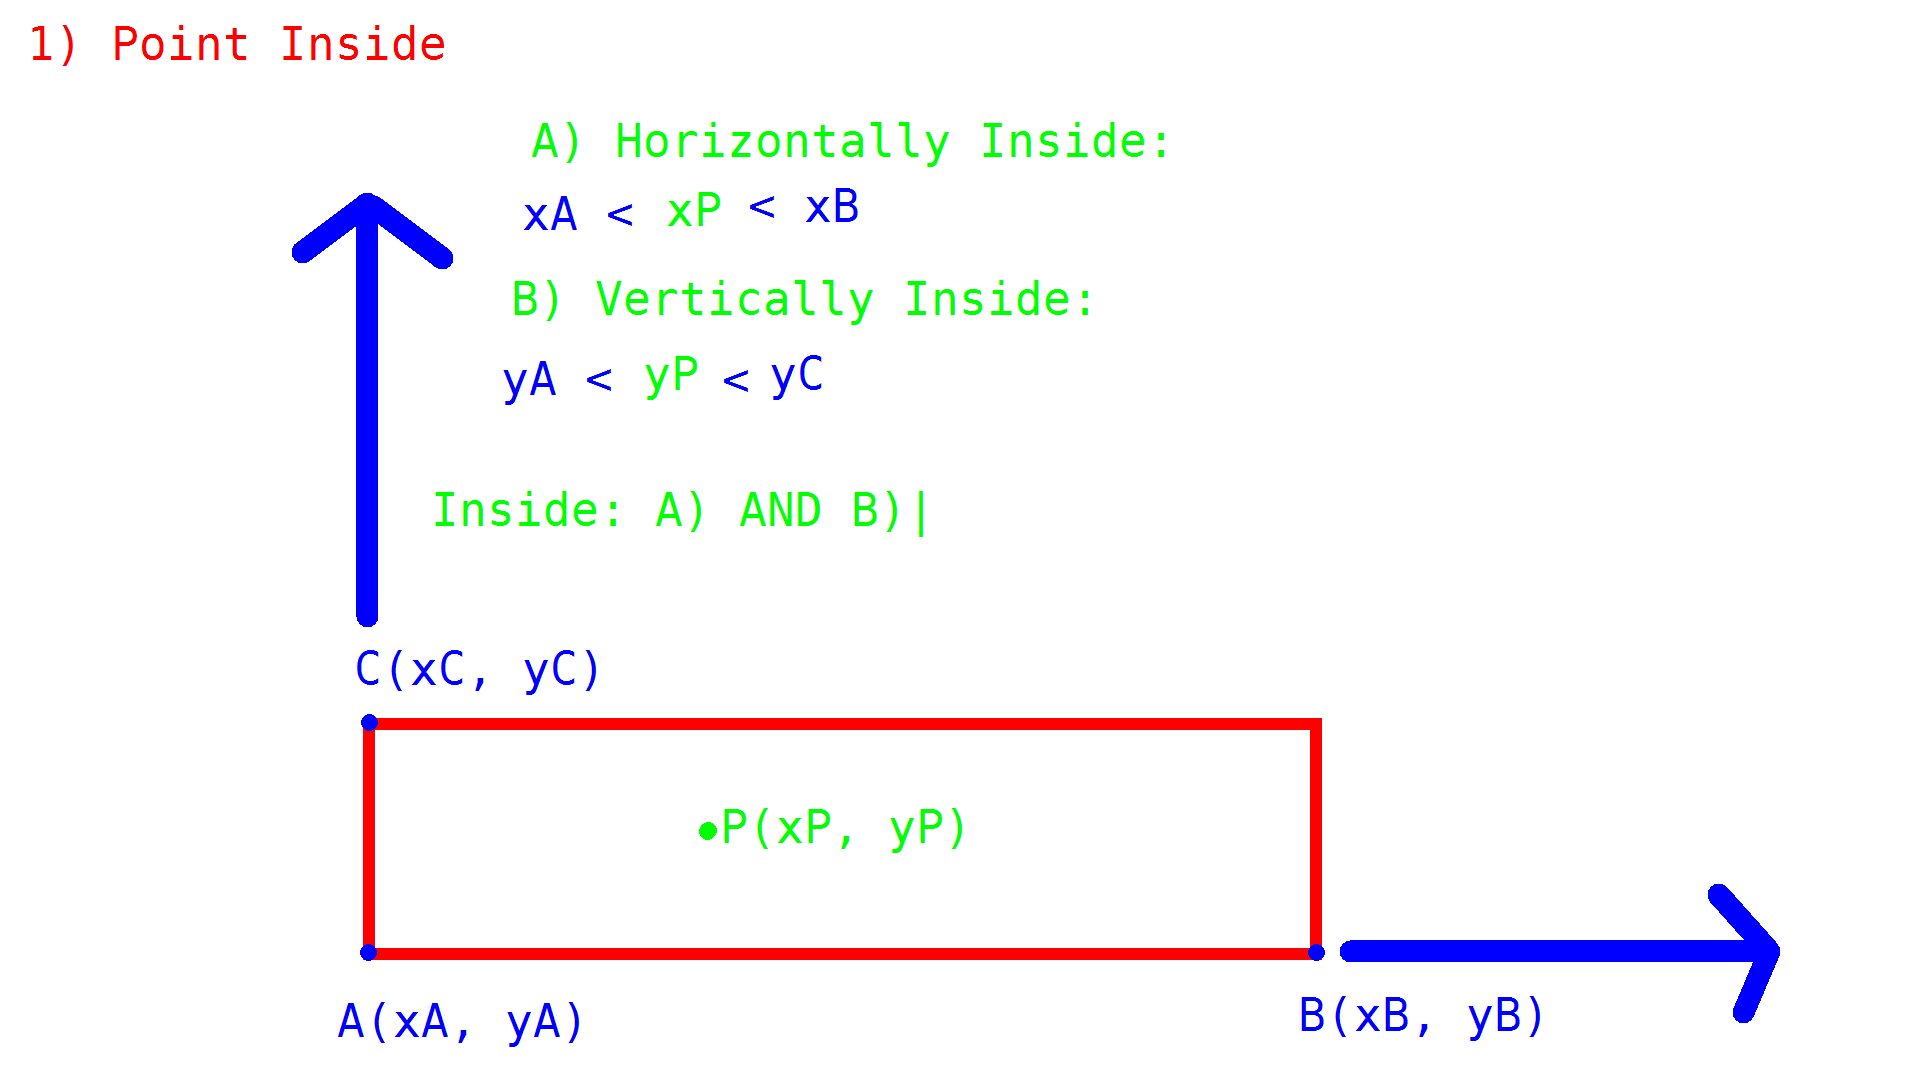 1) Point Inside
A) Horizontally Inside:
xA < xP < xB
B) Vertically Inside:
yA < yP < yC
Inside: A) AND B)|
C(xC, yC)
P(xP, yP)
A(xA, yA)
B(xB, yB)